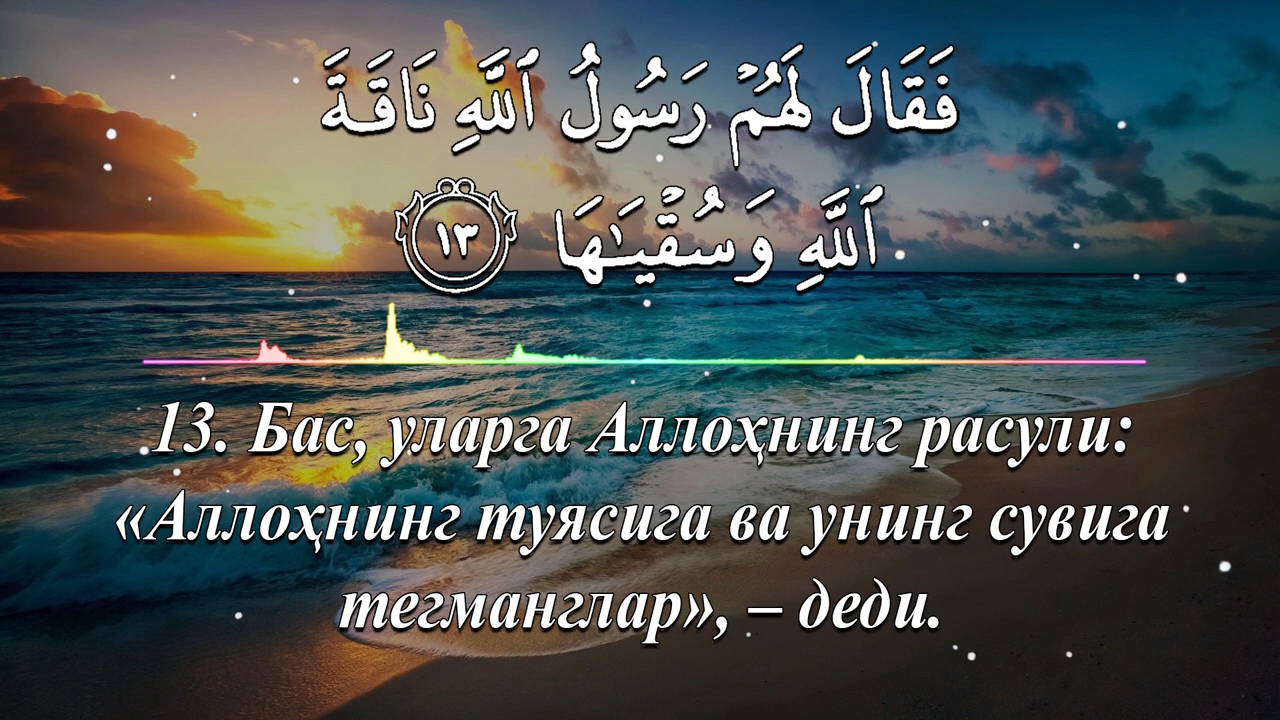 فَقَالَ لَهُمْ رَسُولُ ٱللَّهِ نَاقَةَ
ٱللَّهِ وَسُقْيَـٰهَا ١٣
13. Бас, уларга Аллоҳнинг расули:
«Аллоҳнинг туясига ва унинг сувига
тегманглар», – деди.